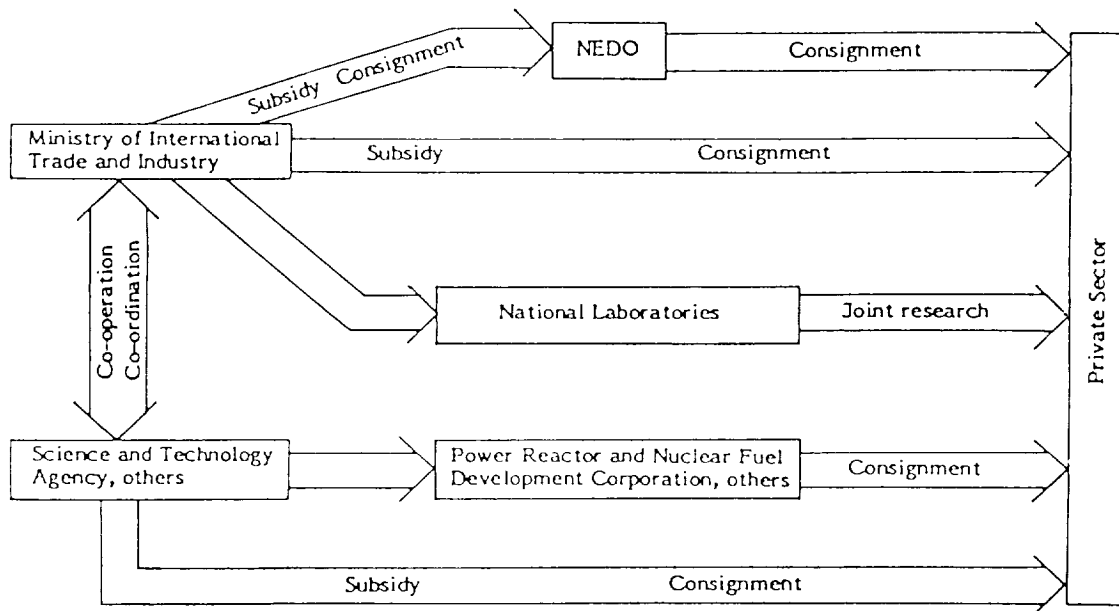 NEDO
Consignment
Subsidy Consignment
Ministry of International
Trade and Industry
Subsidy
Consignment
Co-operation
Co-ordination
National Laboratories
Joint research
Private Sector
Science and Technology
Agency, others
Power Reactor and Nuclear Fuel
Development Corporation, others
Consignment
Subsidy
Consignment